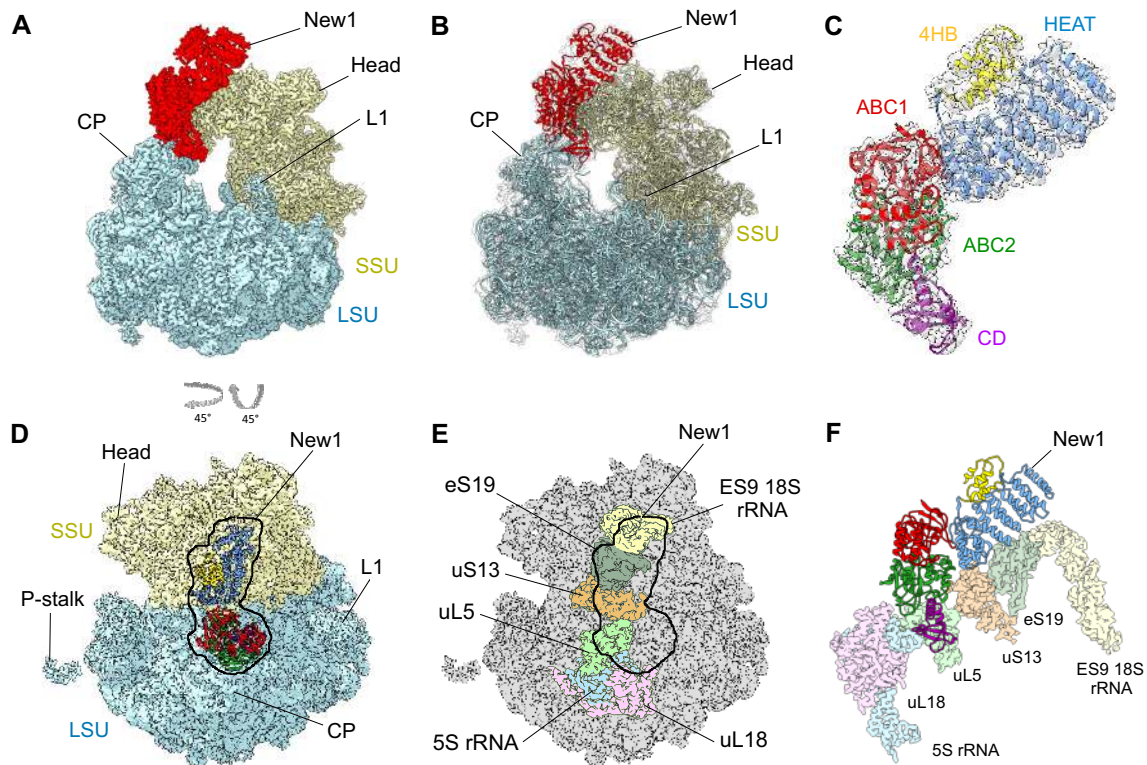 A
New1
Head
L1
CP
SSU
LSU
B
New1
Head
CP
L1
SSU
LSU
C
4HB
HEAT
ABC1
ABC2
CD
45° 45°
D
New1
Head
SSU
L1
P-stalk
LSU
CP
E
New1
eS19
ES9 18S
rRNA
uS13
uL5
5S rRNA
uL18
F
New1
eS19
uS13
uL5
ES9 18S
rRNA
uL18
5S rRNA